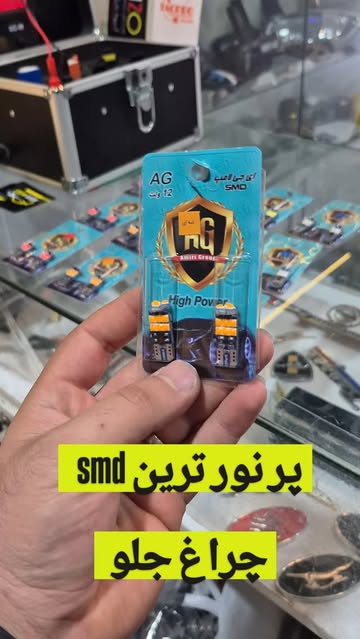 AG
ای جی لامپ
12 ولت
SMD
AG
Amiri Group
High Power
پر نور ترین smd
چراغ جلو